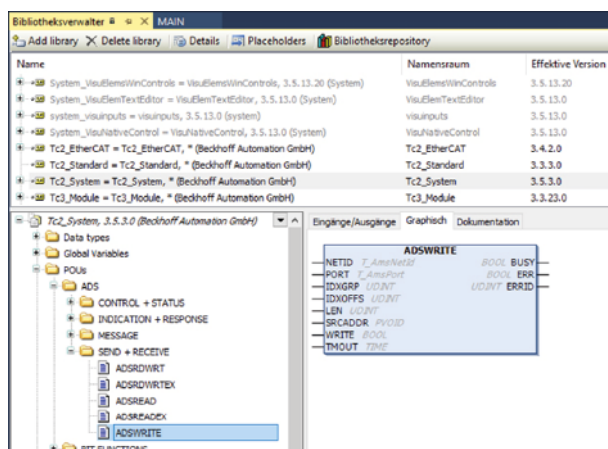 Bibliotheksverwalter MAIN
Add library Delete library Details Placeholders Bibliotheksrepository
Name Namensraum Effektive Version
System_VisuElemsWinControls = VisuElemsWinControls, 3.5.13.20 (System) VisuElemsWinControls 3.5.13.20
System_VisuElemTextEditor = VisuElemTextEditor, 3.5.13.0 (System) VisuElemTextEditor 3.5.13.0
system_visuinputs = visuinputs, 3.5.13.0 (system) visuinputs 3.5.13.0
System_VisuNativeControl = VisuNativeControl, 3.5.13.0 (System) VisuNativeControl 3.5.13.0
Tc2_EtherCAT = Tc2_EtherCAT, * (Beckhoff Automation GmbH) Tc2_EtherCAT 3.4.2.0
Tc2_Standard = Tc2_Standard, * (Beckhoff Automation GmbH) Tc2_Standard 3.3.3.0
Tc2_System = Tc2_System, * (Beckhoff Automation GmbH) Tc2_System 3.5.3.0
Tc3_Module = Tc3_Module, * (Beckhoff Automation GmbH) Tc3_Module 3.3.23.0
Tc2_System, 3.5.3.0 (Beckhoff Automation GmbH)
Data types
Global Variables
POUs
ADS
CONTROL + STATUS
INDICATION + RESPONSE
MESSAGE
SEND + RECEIVE
ADSRDWRT
ADSRDWRTEX
ADSREAD
ADSREADEX
ADSWRITE
BIT FUNCTIONS
Eingänge/Ausgänge Graphisch Dokumentation
ADSWRITE
NETID T_AmsNetId BOOL BUSY
PORT T_AmsPort BOOL ERR
IDXGRP UDINT UDINT ERRID
IDXOFFS UDINT
LEN UDINT
SRCADDR PVOID
WRITE BOOL
TMOUT TIME